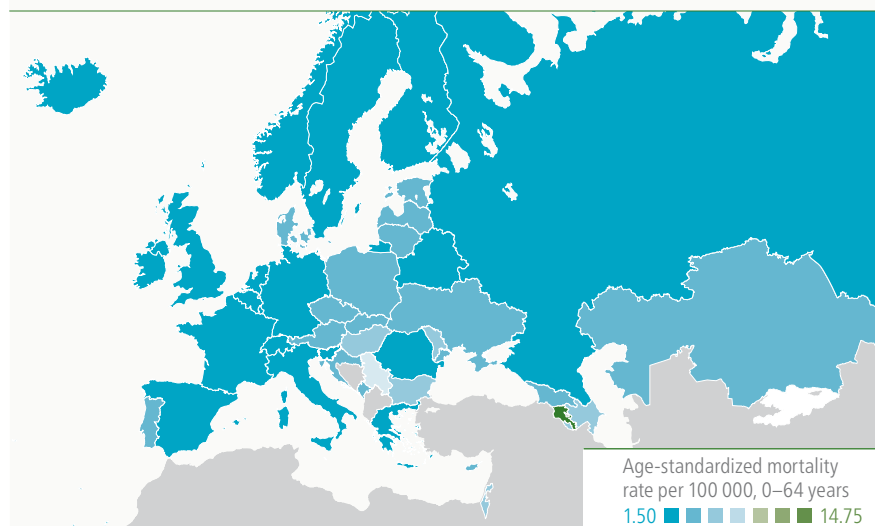 Age-standardized mortality
rate per 100 000, 0–64 years
1.50 14.75